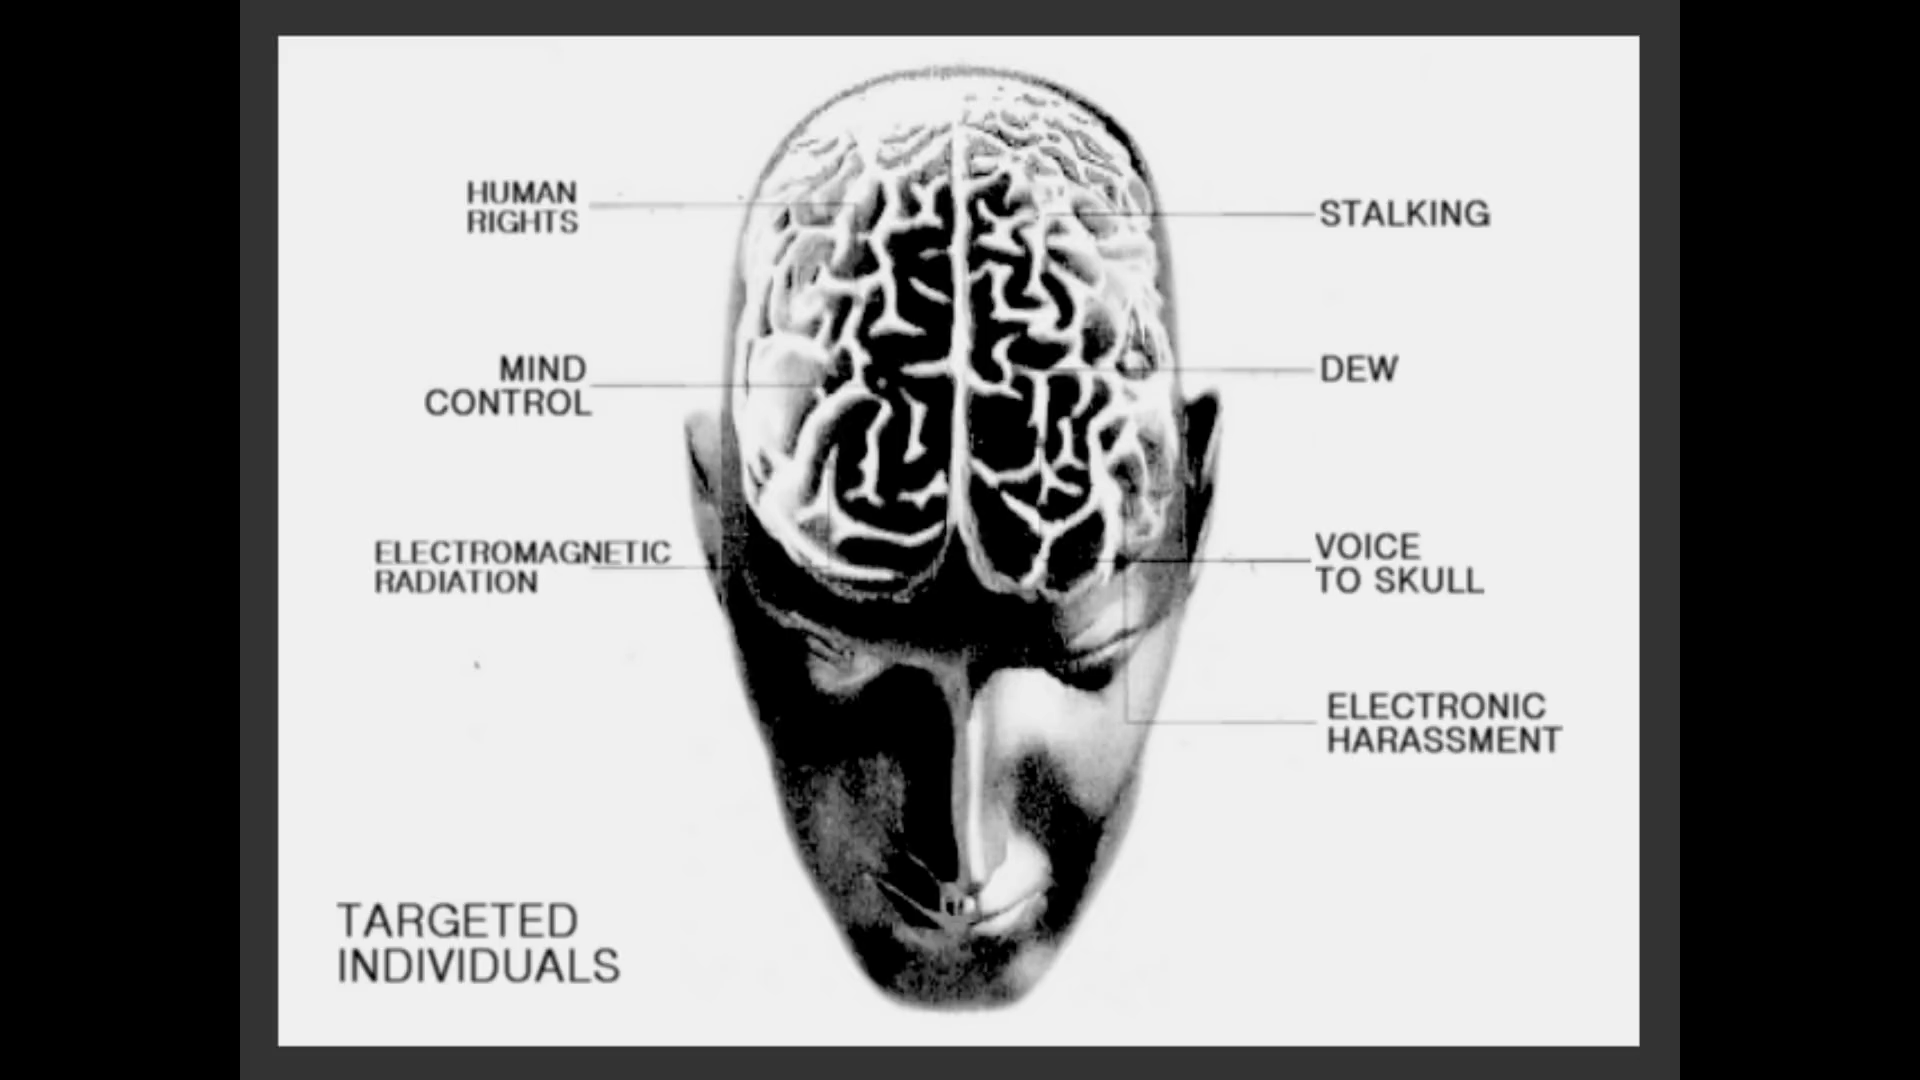 HUMAN
RIGHTS
STALKING
MIND
CONTROL
DEW
ELECTROMAGNETIC
RADIATION
VOICE
TO SKULL
ELECTRONIC
HARASSMENT
TARGETED
INDIVIDUALS